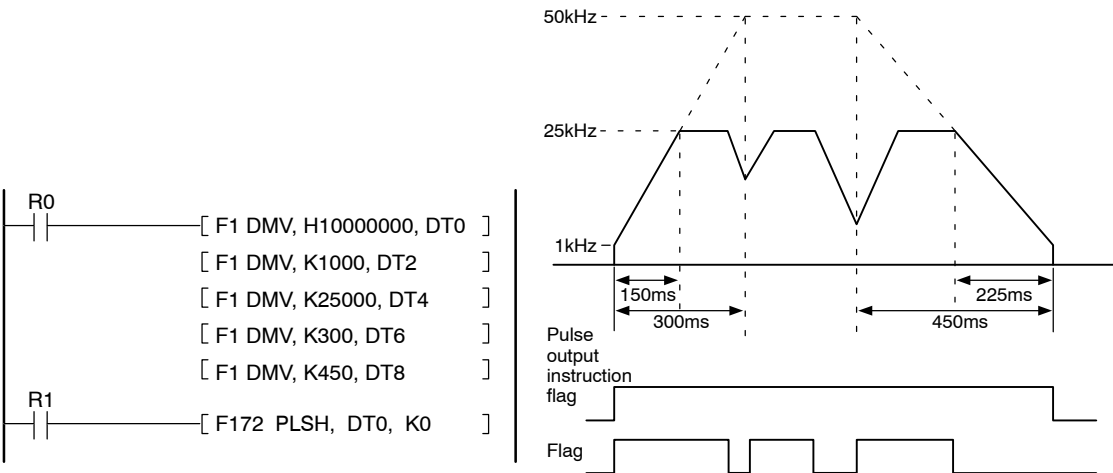 R0
[ F1 DMV, H10000000, DT0 ]
[ F1 DMV, K1000, DT2 ]
[ F1 DMV, K25000, DT4 ]
[ F1 DMV, K300, DT6 ]
[ F1 DMV, K450, DT8 ]
R1
[ F172 PLSH, DT0, K0 ]
50kHz
25kHz
1kHz
150ms
225ms
300ms
450ms
Pulse
output
instruction
flag
Flag